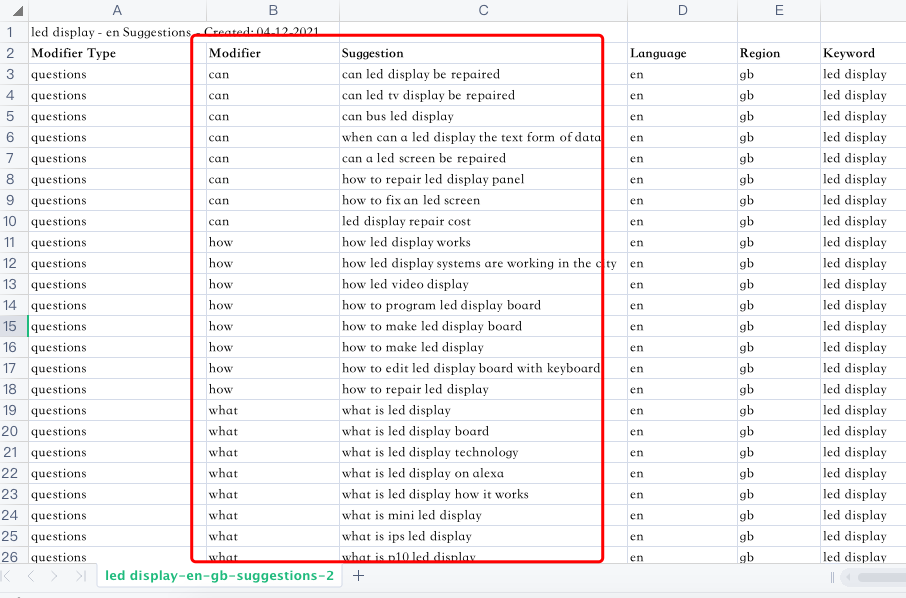 A B C D E
1 led display - en Suggestions - Created: 04-12-2021
2 Modifier Type Modifier Suggestion Language Region Keyword
3 questions can can led display be repaired en gb led display
4 questions can can led tv display be repaired en gb led display
5 questions can can bus led display en gb led display
6 questions can when can a led display the text form of data en gb led display
7 questions can can a led screen be repaired en gb led display
8 questions can how to repair led display panel en gb led display
9 questions can how to fix an led screen en gb led display
10 questions can led display repair cost en gb led display
11 questions how how led display works en gb led display
12 questions how how led display systems are working in the city en gb led display
13 questions how how led video display en gb led display
14 questions how how to program led display board en gb led display
15 questions how how to make led display board en gb led display
16 questions how how to make led display en gb led display
17 questions how how to edit led display board with keyboard en gb led display
18 questions how how to repair led display en gb led display
19 questions what what is led display en gb led display
20 questions what what is led display board en gb led display
21 questions what what is led display technology en gb led display
22 questions what what is led display on alexa en gb led display
23 questions what what is led display how it works en gb led display
24 questions what what is mini led display en gb led display
25 questions what what is ips led display en gb led display
26 questions what what is p10 led display en gb led display
led display-en-gb-suggestions-2 +